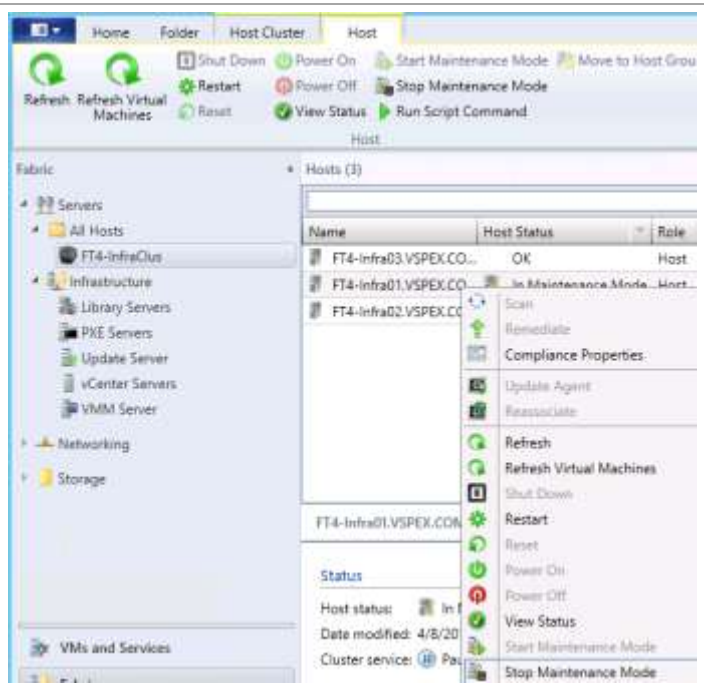 Home Folder Host Cluster Host
Shut Down Power On Start Maintenance Mode Move to Host Grou
Restart Power Off Stop Maintenance Mode
Refresh Refresh Virtual Machines Reset View Status Run Script Command
Host
Fabric
Servers
All Hosts
FT4-InfraClus
Infrastructure
Library Servers
PXE Servers
Update Server
vCenter Servers
VMM Server
Networking
Storage
VMs and Services
Hosts (3)
Name Host Status Role
FT4-Infra03.VSPEX.CO... OK Host
FT4-Infra01.VSPEX.CO In Maintenance Mode Host
FT4-Infra02.VSPEX.CO
FT4-Infra01.VSPEX.COM
Status
Host status: In
Date modified: 4/8/20
Cluster service: Pau
Scan
Remediate
Compliance Properties
Update Agent
Reassociate
Refresh
Refresh Virtual Machines
Shut Down
Restart
Reset
Power On
Power Off
View Status
Start Maintenance Mode
Stop Maintenance Mode